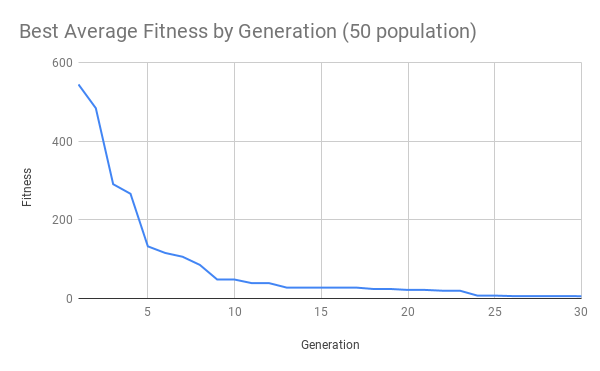 Best Average Fitness by Generation (50 population)
600
400
200
0
Fitness
5 10 15 20 25 30
Generation